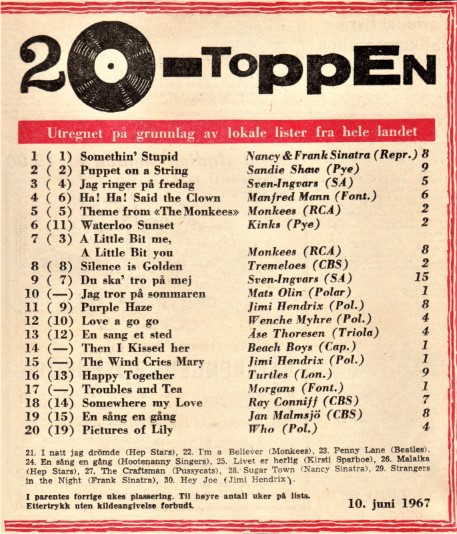 20-TOPPEN
Utregnet på grunnlag av lokale lister fra hele landet
1 ( 1) Somethin' Stupid Nancy & Frank Sinatra (Repr.) 8
2 ( 2) Puppet on a String Sandie Shaw (Pye) 9
3 ( 4) Jag ringer på fredag Sven-Ingvars (SA) 5
4 ( 6) Ha! Ha! Said the Clown Manfred Mann (Font.) 6
5 ( 5) Theme from «The Monkees» Monkees (RCA) 2
6 (11) Waterloo Sunset Kinks (Pye) 2
7 ( 3) A Little Bit me,
A Little Bit you Monkees (RCA) 8
8 ( 8) Silence is Golden Tremeloes (CBS) 2
9 ( 7) Du ska' tro på mej Sven-Ingvars (SA) 15
10 (—) Jag tror på sommaren Mats Olin (Polar) 1
11 ( 9) Purple Haze Jimi Hendrix (Pol.) 8
12 (10) Love a go go Wenche Myhre (Pol.) 4
13 (12) En sang et sted Åse Thoresen (Triola) 4
14 (—) Then I Kissed her Beach Boys (Cap.) 1
15 (—) The Wind Cries Mary Jimi Hendrix (Pol.) 1
16 (13) Happy Together Turtles (Lon.) 9
17 (—) Troubles and Tea Morgans (Font.) 1
18 (14) Somewhere my Love Ray Conniff (CBS) 7
19 (15) En sång en gång Jan Malmsjö (CBS) 8
20 (19) Pictures of Lily Who (Pol.) 4
21. I natt jag drömde (Hep Stars), 22. I'm a Believer (Monkees) 23. Penny Lane (Beatles),
24. En sång en gång (Hootenanny Singers), 25. Livet er herlig (Kirsti Sparboe), 26. Malaika
(Hep Stars), 27. The Craftsman (Pussycats), 28. Sugar Town (Nancy Sinatra), 29. Strangers
in the Night (Frank Sinatra), 30. Hey Joe (Jimi Hendrix).
I parentes forrige ukes plasering. Til høyre antall uker på lista.
Ettertrykk uten kildeangivelse forbudt. 10. juni 1967